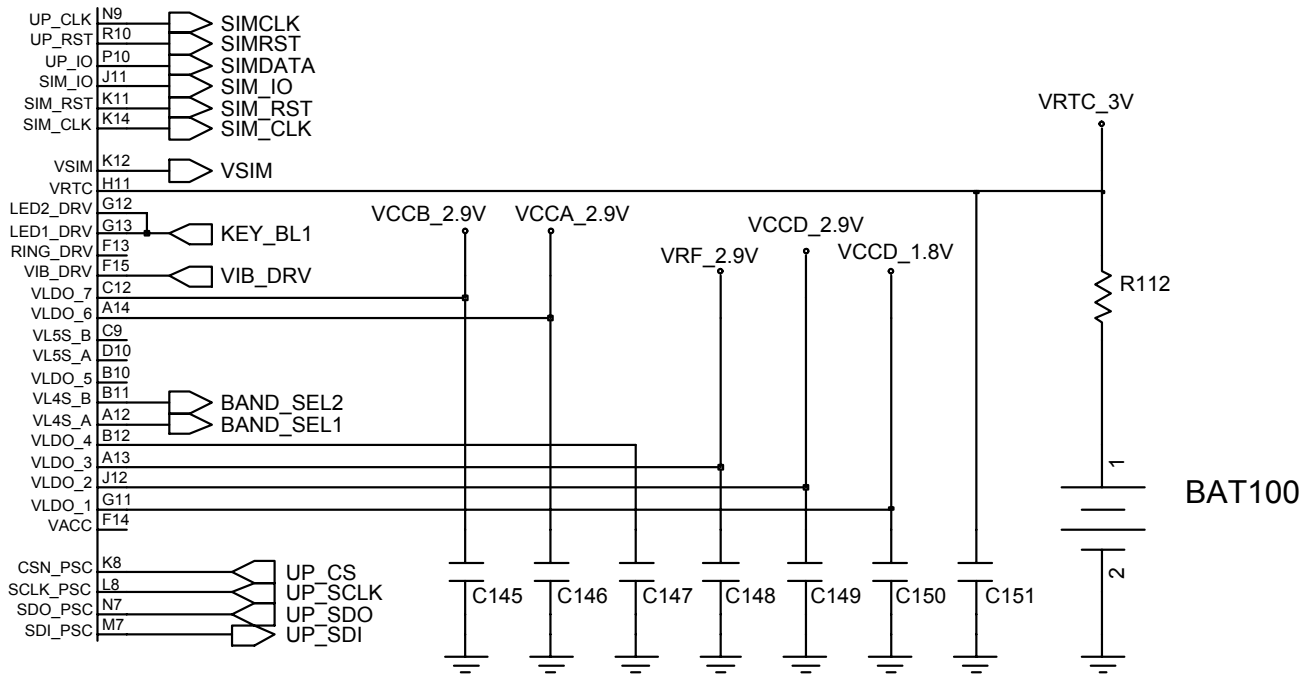 UP_CLK N9 SIMCLK
UP_RST R10 SIMRST
UP_IO P10 SIMDATA
SIM_IO J11 SIM_IO
SIM_RST K11 SIM_RST
SIM_CLK K14 SIM_CLK
VRTC_3V
VSIM K12 VSIM
VRTC H11
LED2_DRV G12
VCCB_2.9V VCCA_2.9V
VCCD_2.9V
LED1_DRV G13 KEY_BL1
RING_DRV F13
VRF_2.9V VCCD_1.8V
VIB_DRV F15 VIB_DRV
R112
VLDO_7 C12
VLDO_6 A14
VL5S_B C9
VL5S_A D10
VLDO_5 B10
VL4S_B B11 BAND_SEL2
VL4S_A A12 BAND_SEL1
VLDO_4 B12
VLDO_3 A13
VLDO_2 J12
VLDO_1 G11
VACC F14
1
BAT100
2
CSN_PSC K8 UP_CS
SCLK_PSC L8 UP_SCLK
SDO_PSC N7 UP_SDO
SDI_PSC M7 UP_SDI
C145 C146 C147 C148 C149 C150 C151